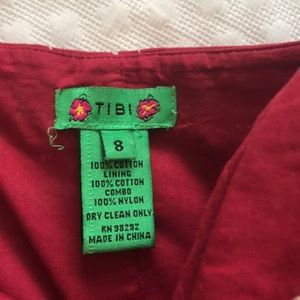 TIBI
8
100% COTTON
LINING
100% COTTON
COMBO
100% NYLON
DRY CLEAN ONLY
RN 98292
MADE IN CHINA